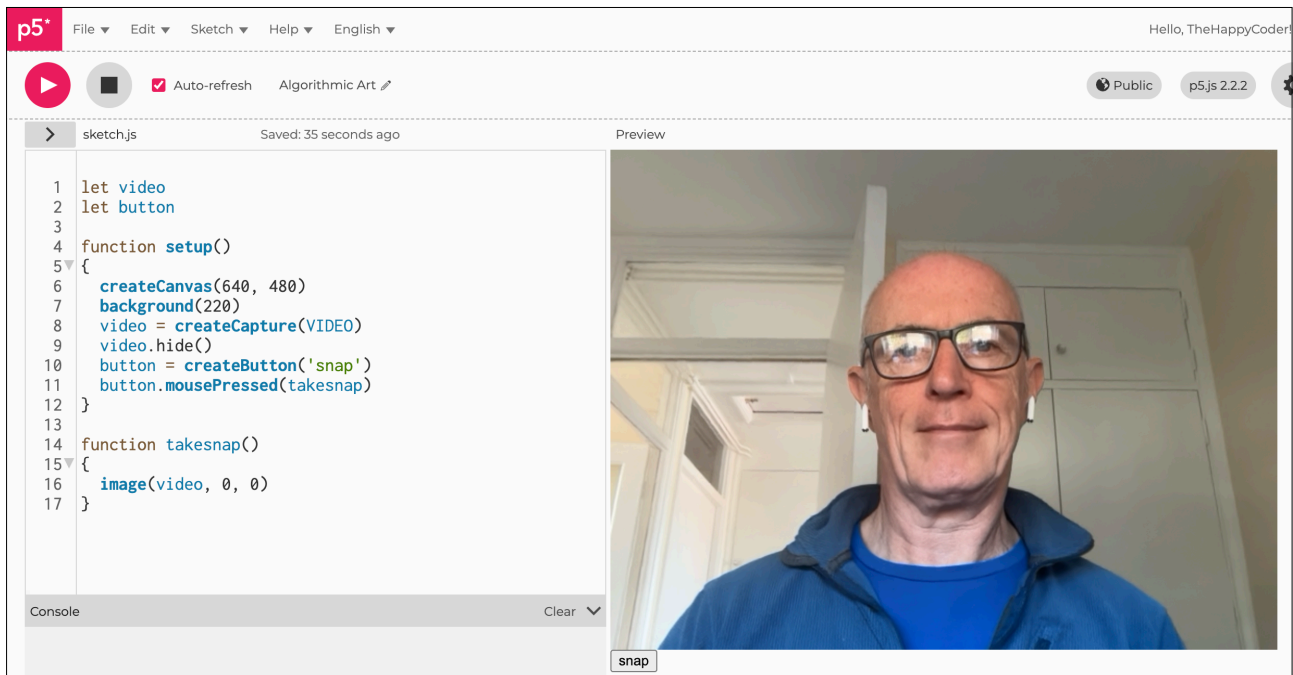 p5* File Edit Sketch Help English Hello, TheHappyCoder!
Auto-refresh Algorithmic Art Public p5.js 2.2.2
sketch.js Saved: 35 seconds ago Preview
1 let video
2 let button
3
4 function setup()
5 {
6   createCanvas(640, 480)
7   background(220)
8   video = createCapture(VIDEO)
9   video.hide()
10   button = createButton('snap')
11   button.mousePressed(takesnap)
12 }
13
14 function takesnap()
15 {
16   image(video, 0, 0)
17 }
Console Clear
snap